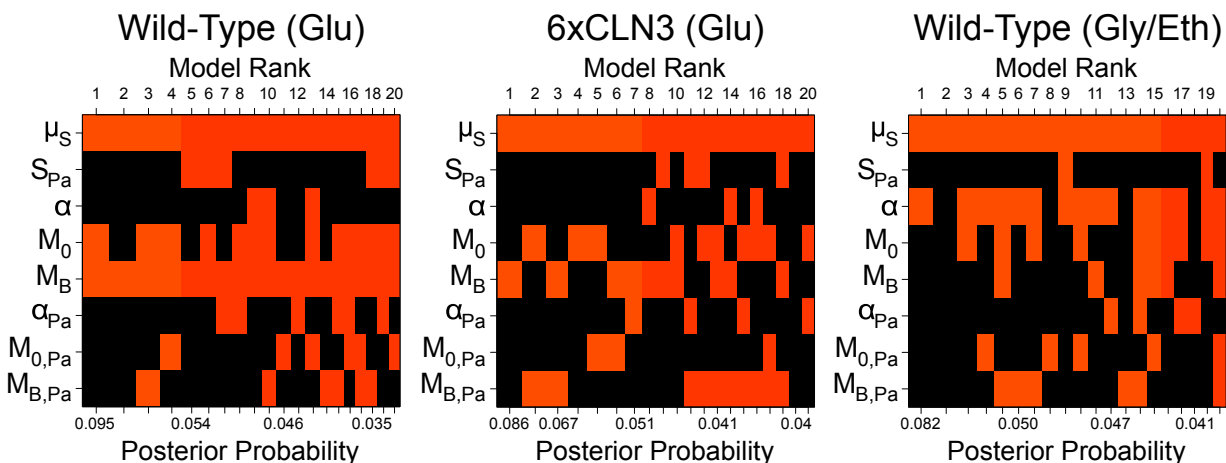 Wild-Type (Glu)
Model Rank
1 2 3 4 5 6 7 8 10 12 14 16 18 20
μS
SPa
α
M0
MB
αPa
M0,Pa
MB,Pa
0.095 0.054 0.046 0.035
Posterior Probability
6xCLN3 (Glu)
Model Rank
1 2 3 4 5 6 7 8 10 12 14 16 18 20
μS
SPa
α
M0
MB
αPa
M0,Pa
MB,Pa
0.086 0.067 0.051 0.041 0.04
Posterior Probability
Wild-Type (Gly/Eth)
Model Rank
1 2 3 4 5 6 7 8 9 11 13 15 17 19
μS
SPa
α
M0
MB
αPa
M0,Pa
MB,Pa
0.082 0.050 0.047 0.041
Posterior Probability